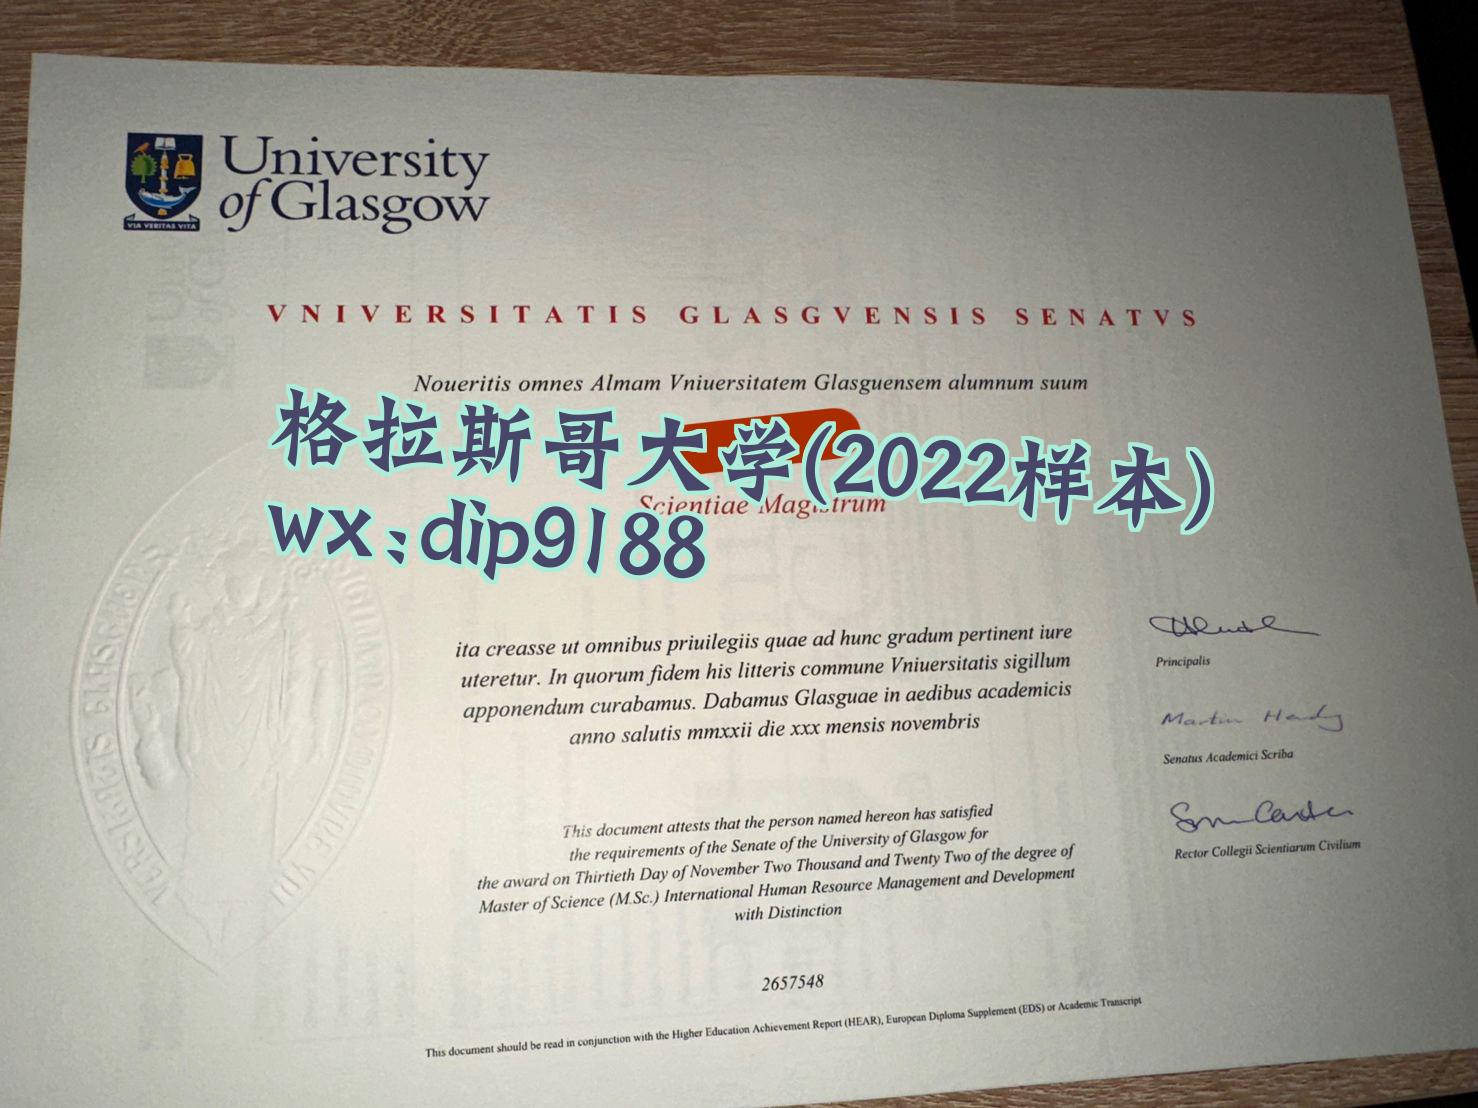 University
of Glasgow
VIA VERITAS VITA
VNIVERSITATIS GLASGVENSIS SENATVS
Noueritis omnes Almam Vniuersitatem Glasguensem alumnum suum
格拉斯哥大学(2022样本)
Scientiae Magistrum
wx:dip9188
ita creasse ut omnibus priuilegiis quae ad hunc gradum pertinent iure
uteretur. In quorum fidem his litteris commune Vniuersitatis sigillum
apponendum curabamus. Dabamus Glasguae in aedibus academicis
anno salutis mmxxii die xxx mensis novembris
Principalis
Martin Hendry
Senatus Academici Scriba
Rector Collegii Scientiarum Civilium
This document attests that the person named hereon has satisfied
the requirements of the Senate of the University of Glasgow for
the award on Thirtieth Day of November Two Thousand and Twenty Two of the degree of
Master of Science (M.Sc.) International Human Resource Management and Development
with Distinction
2657548
This document should be read in conjunction with the Higher Education Achievement Report (HEAR), European Diploma Supplement (EDS) or Academic Transcript